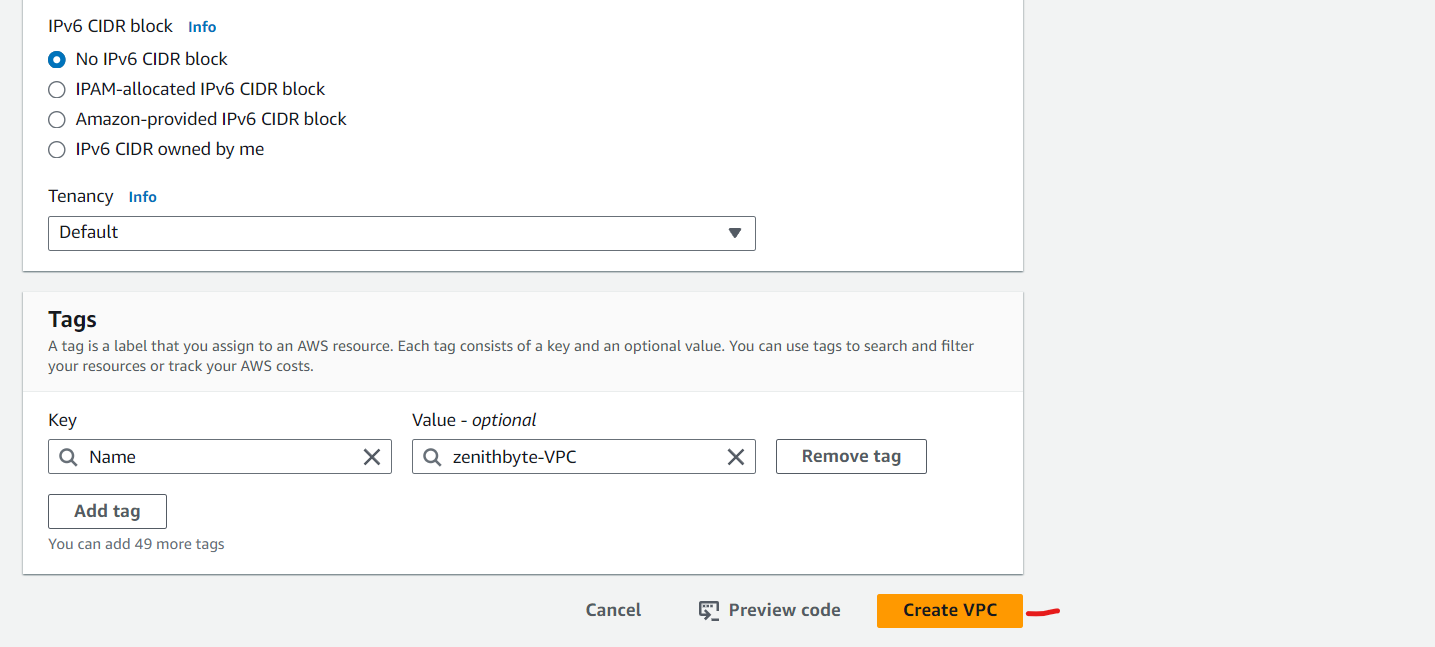 IPv6 CIDR block Info
No IPv6 CIDR block
IPAM-allocated IPv6 CIDR block
Amazon-provided IPv6 CIDR block
IPv6 CIDR owned by me
Tenancy Info
Default
Tags
A tag is a label that you assign to an AWS resource. Each tag consists of a key and an optional value. You can use tags to search and filter
your resources or track your AWS costs.
Key Value - optional
Name zenithbyte-VPC Remove tag
Add tag
You can add 49 more tags
Cancel Preview code Create VPC